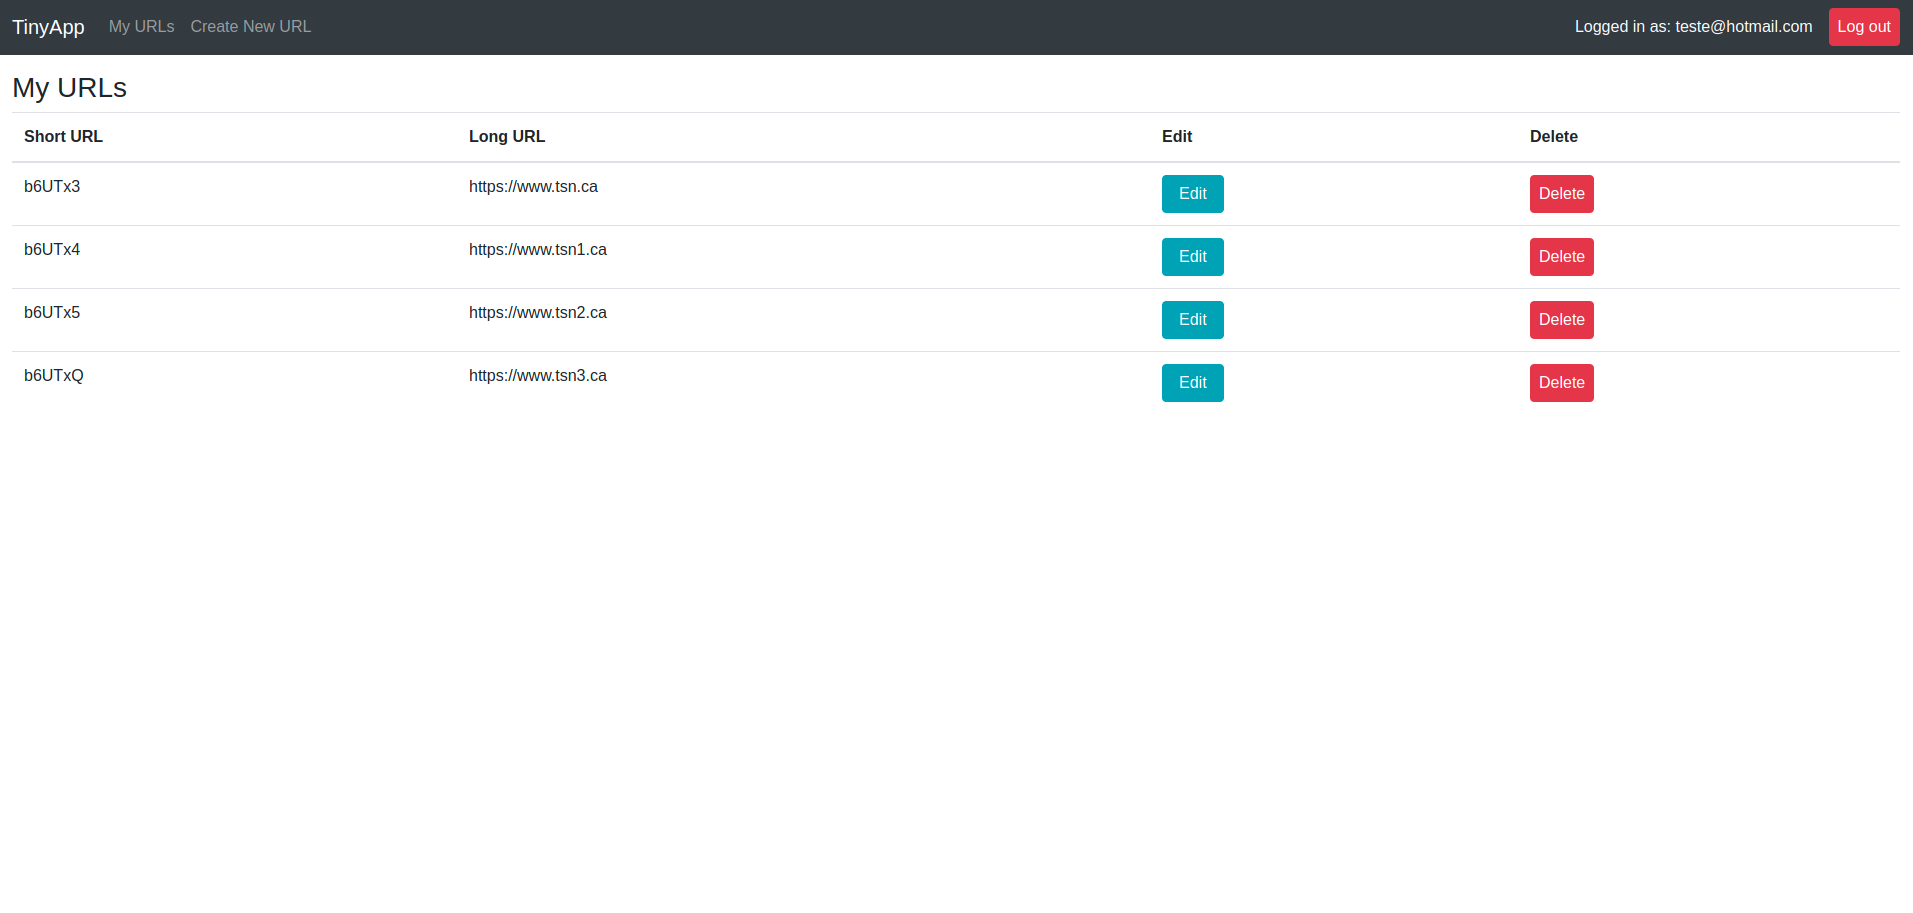 TinyApp My URLs Create New URL Logged in as: teste@hotmail.com Log out
My URLs
Short URL Long URL Edit Delete
b6UTx3 https://www.tsn.ca Edit Delete
b6UTx4 https://www.tsn1.ca Edit Delete
b6UTx5 https://www.tsn2.ca Edit Delete
b6UTxQ https://www.tsn3.ca Edit Delete